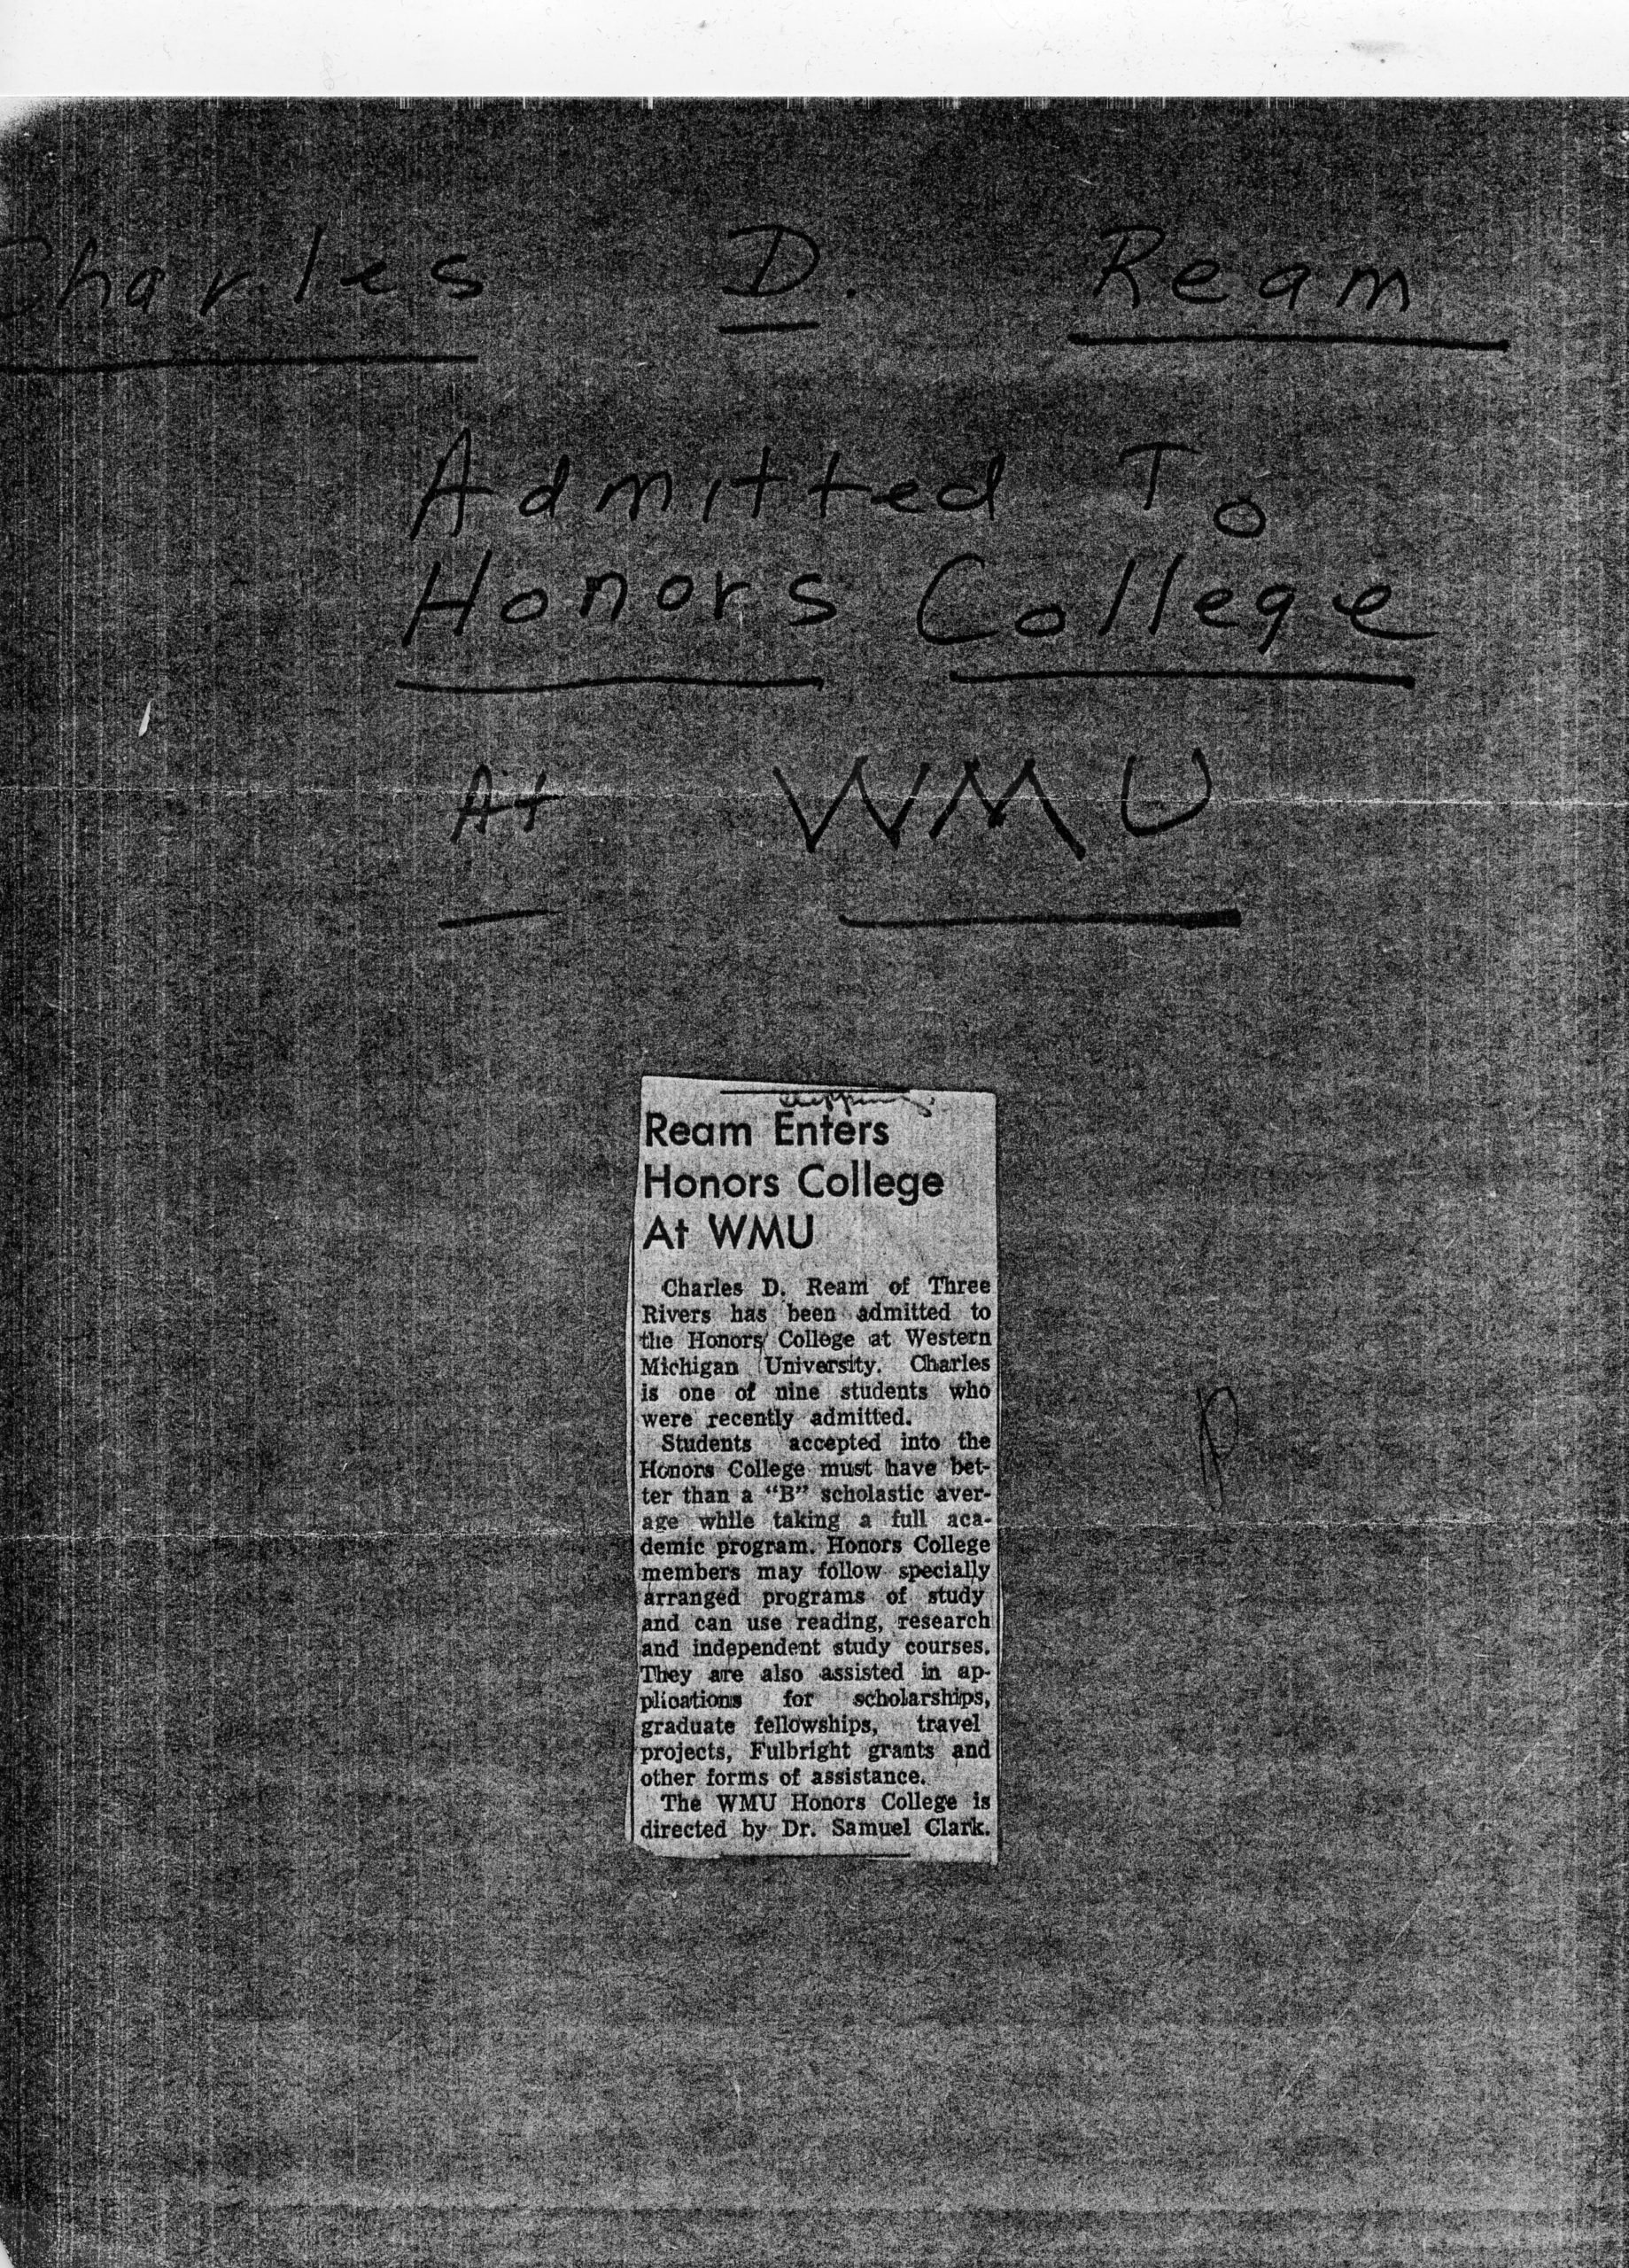 Charles D. Ream
Admitted To
Honors College
At WMU
Ream Enters
Honors College
At WMU
Charles D. Ream of Three
Rivers has been admitted to
the Honors College at Western
Michigan University. Charles
is one of nine students who
were recently admitted.
Students accepted into the
Honors College must have bet-
ter than a “B” scholastic aver-
age while taking a full aca-
demic program. Honors College
members may follow specially
arranged programs of study
and can use reading, research
and independent study courses.
They are also assisted in ap-
plications for scholarships,
graduate fellowships, travel
projects, Fulbright grants and
other forms of assistance.
The WMU Honors College is
directed by Dr. Samuel Clark.